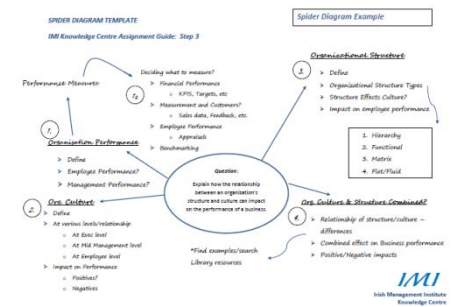 SPIDER DIAGRAM TEMPLATE
IMI Knowledge Centre Assignment Guide: Step 3
Spider Diagram Example
Performance Measures
Deciding what to measure?
Financial Performance
KPIS, Targets, etc
Measurement and Customers?
Sales date, Feedback, etc.
Employee Performance
Appraisals
Benchmarking
1.
Organisation Performance
Define
Employee Performance?
Management Performance?
2.
Org. Culture
Define
At various levels/relationship
At Exec level
At Mid Management level
At Employee level
Impact on Performance
Positives?
Negatives
Question:
Explain how the relationship
between an organisation's
structure and culture can impact
on the performance of a business.
*Find examples/search
Library resources
3.
Organizational Structure
Define
Organizational Structure Types
Structure Effects Culture?
Impact on employee performance
1. Hierarchy
2. Functional
3. Matrix
4. Flat/Fluid
4.
Org. Culture & Structure Combined?
Relationship of structure/culture –
differences
Combined effect on Business performance
Positive/Negative impacts
IMI
Irish Management Institute
Knowledge Centre